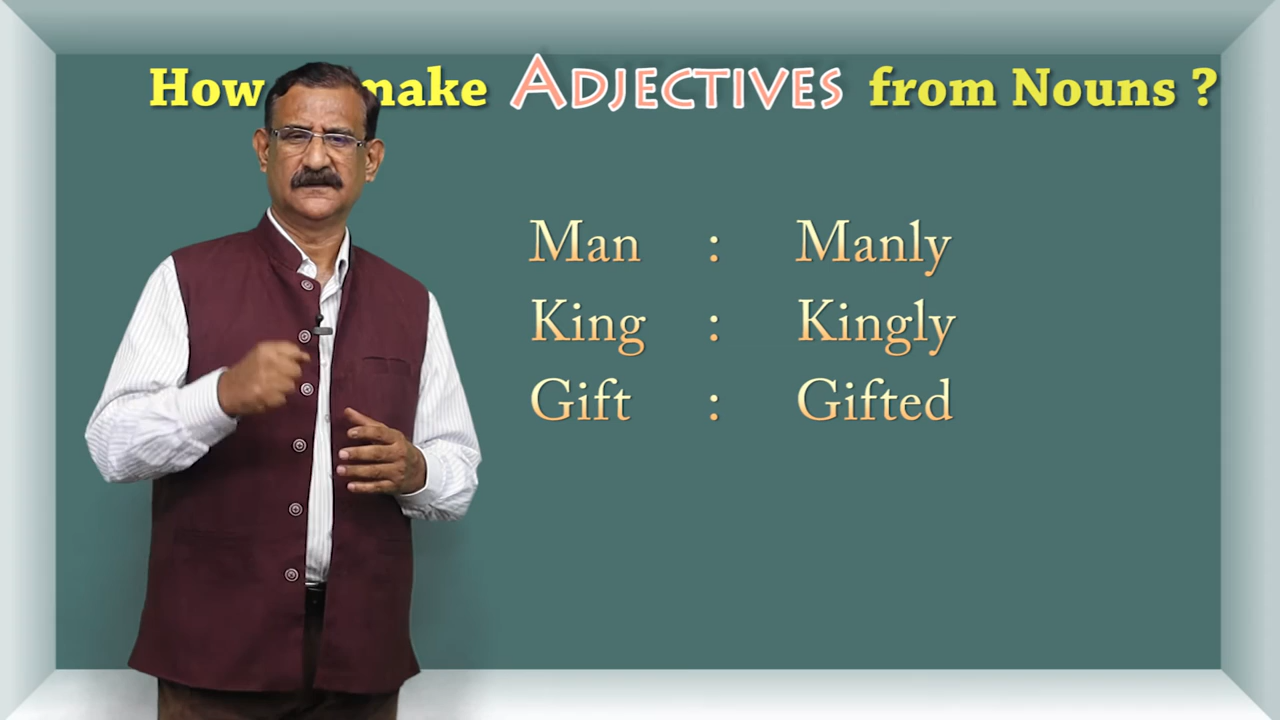 How make ADJECTIVES from Nouns ?
Man : Manly
King : Kingly
Gift : Gifted